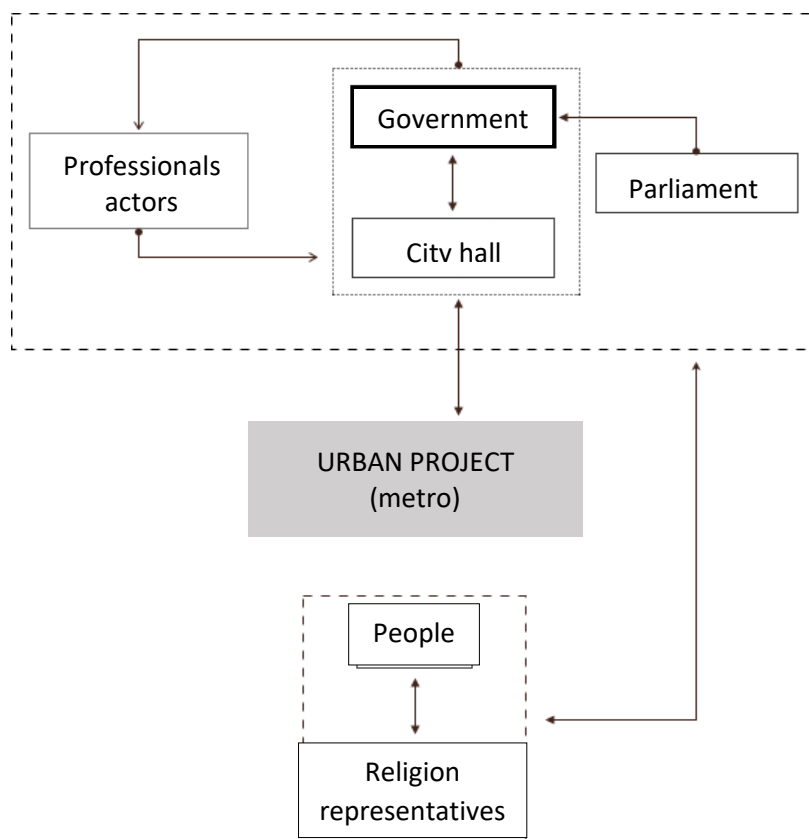 Government
Professionals
actors
Parliament
City hall
URBAN PROJECT
(metro)
People
Religion
representatives